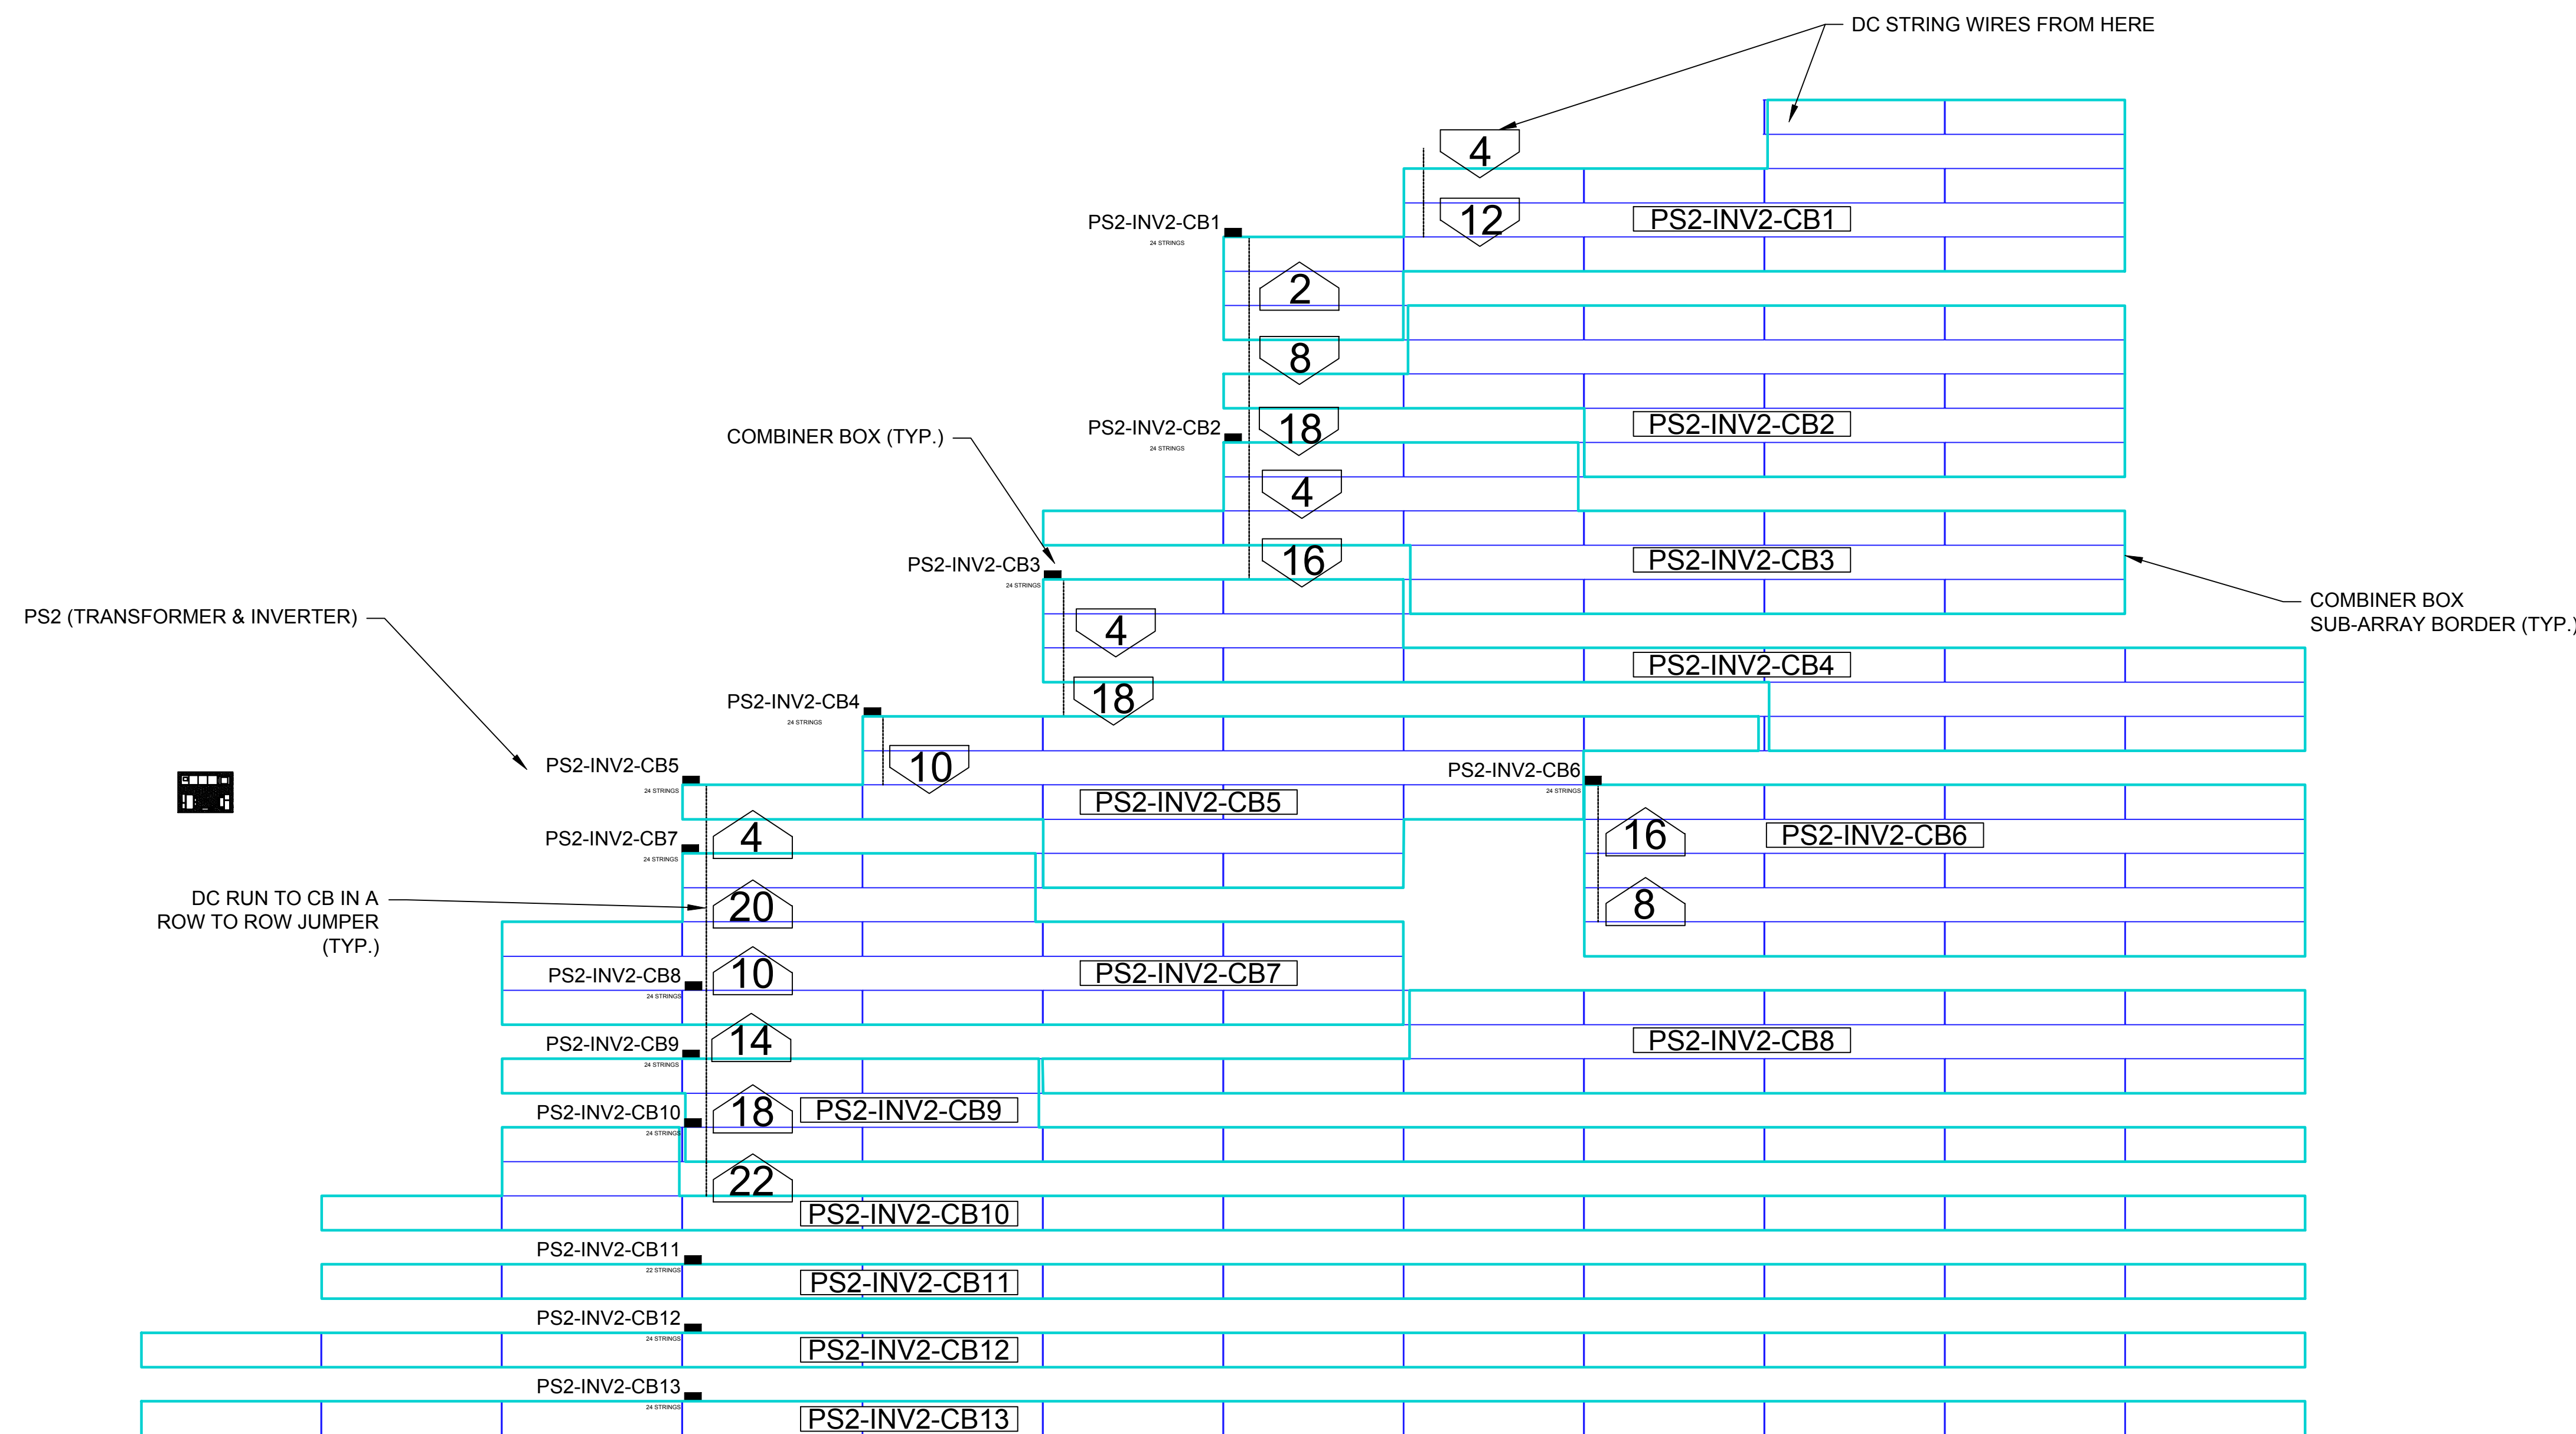 DC STRING WIRES FROM HERE
4
12
PS2-INV2-CB1
PS2-INV2-CB1
24 STRINGS
2
8
18
PS2-INV2-CB2
PS2-INV2-CB2
24 STRINGS
COMBINER BOX (TYP.)
4
16
PS2-INV2-CB3
PS2-INV2-CB3
24 STRINGS
COMBINER BOX
SUB-ARRAY BORDER (TYP.)
PS2 (TRANSFORMER & INVERTER)
4
PS2-INV2-CB4
18
PS2-INV2-CB4
24 STRINGS
10
PS2-INV2-CB5
24 STRINGS
PS2-INV2-CB5
PS2-INV2-CB6
24 STRINGS
4
16
PS2-INV2-CB6
PS2-INV2-CB7
24 STRINGS
DC RUN TO CB IN A
ROW TO ROW JUMPER
(TYP.)
20
8
10
PS2-INV2-CB7
PS2-INV2-CB8
24 STRINGS
14
PS2-INV2-CB8
PS2-INV2-CB9
24 STRINGS
18
PS2-INV2-CB9
PS2-INV2-CB10
24 STRINGS
22
PS2-INV2-CB10
PS2-INV2-CB11
22 STRINGS
PS2-INV2-CB11
PS2-INV2-CB12
24 STRINGS
PS2-INV2-CB12
PS2-INV2-CB13
24 STRINGS
PS2-INV2-CB13